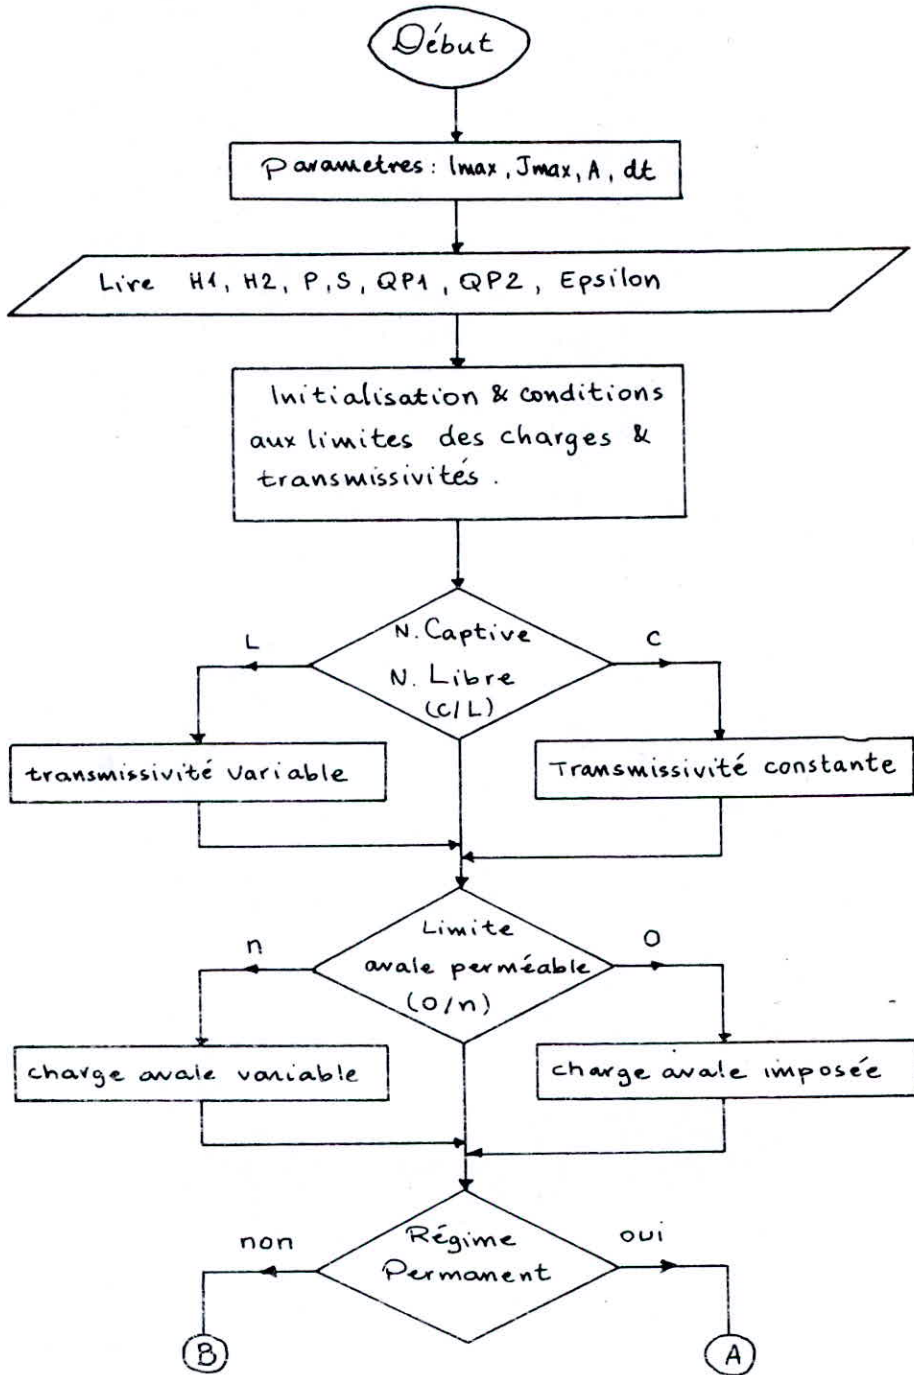 Début
Parametres: Imax, Jmax, A, dt
Lire H1, H2, P, S, QP1, QP2, Epsilon
Initialisation & conditions
aux limites des charges &
transmissivités.
L
N. Captive
C
N. Libre
(C/L)
transmissivité variable
Transmissivité constante
n
Limite
O
avale perméable
(O/n)
charge avale variable
charge avale imposée
non
Régime
oui
Permanent
B
A